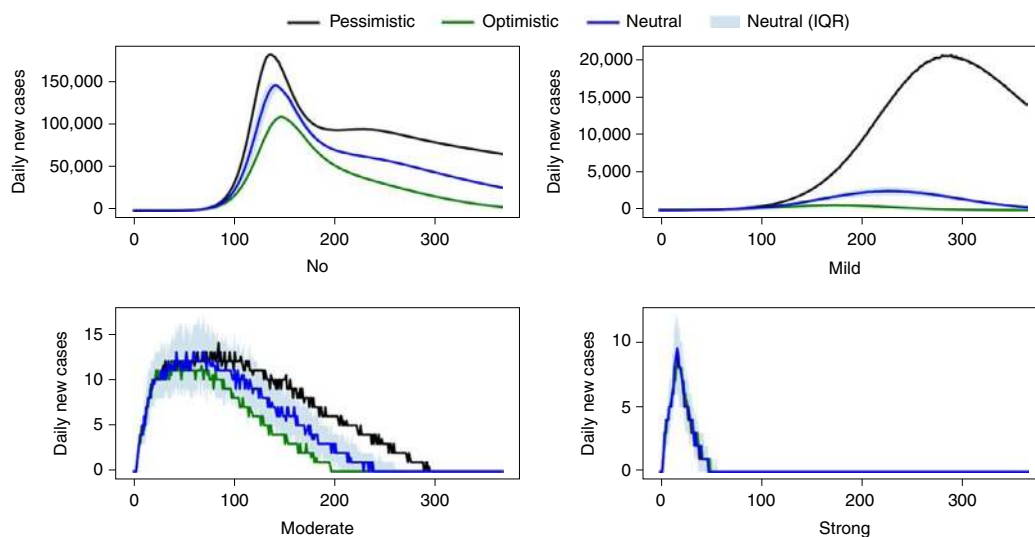 Pessimistic Optimistic Neutral Neutral (IQR)
Daily new cases
150,000
100,000
50,000
0
0 100 200 300
No
Daily new cases
20,000
15,000
10,000
5,000
0
0 100 200 300
Mild
Daily new cases
15
10
5
0
0 100 200 300
Moderate
Daily new cases
10
5
0
0 100 200 300
Strong